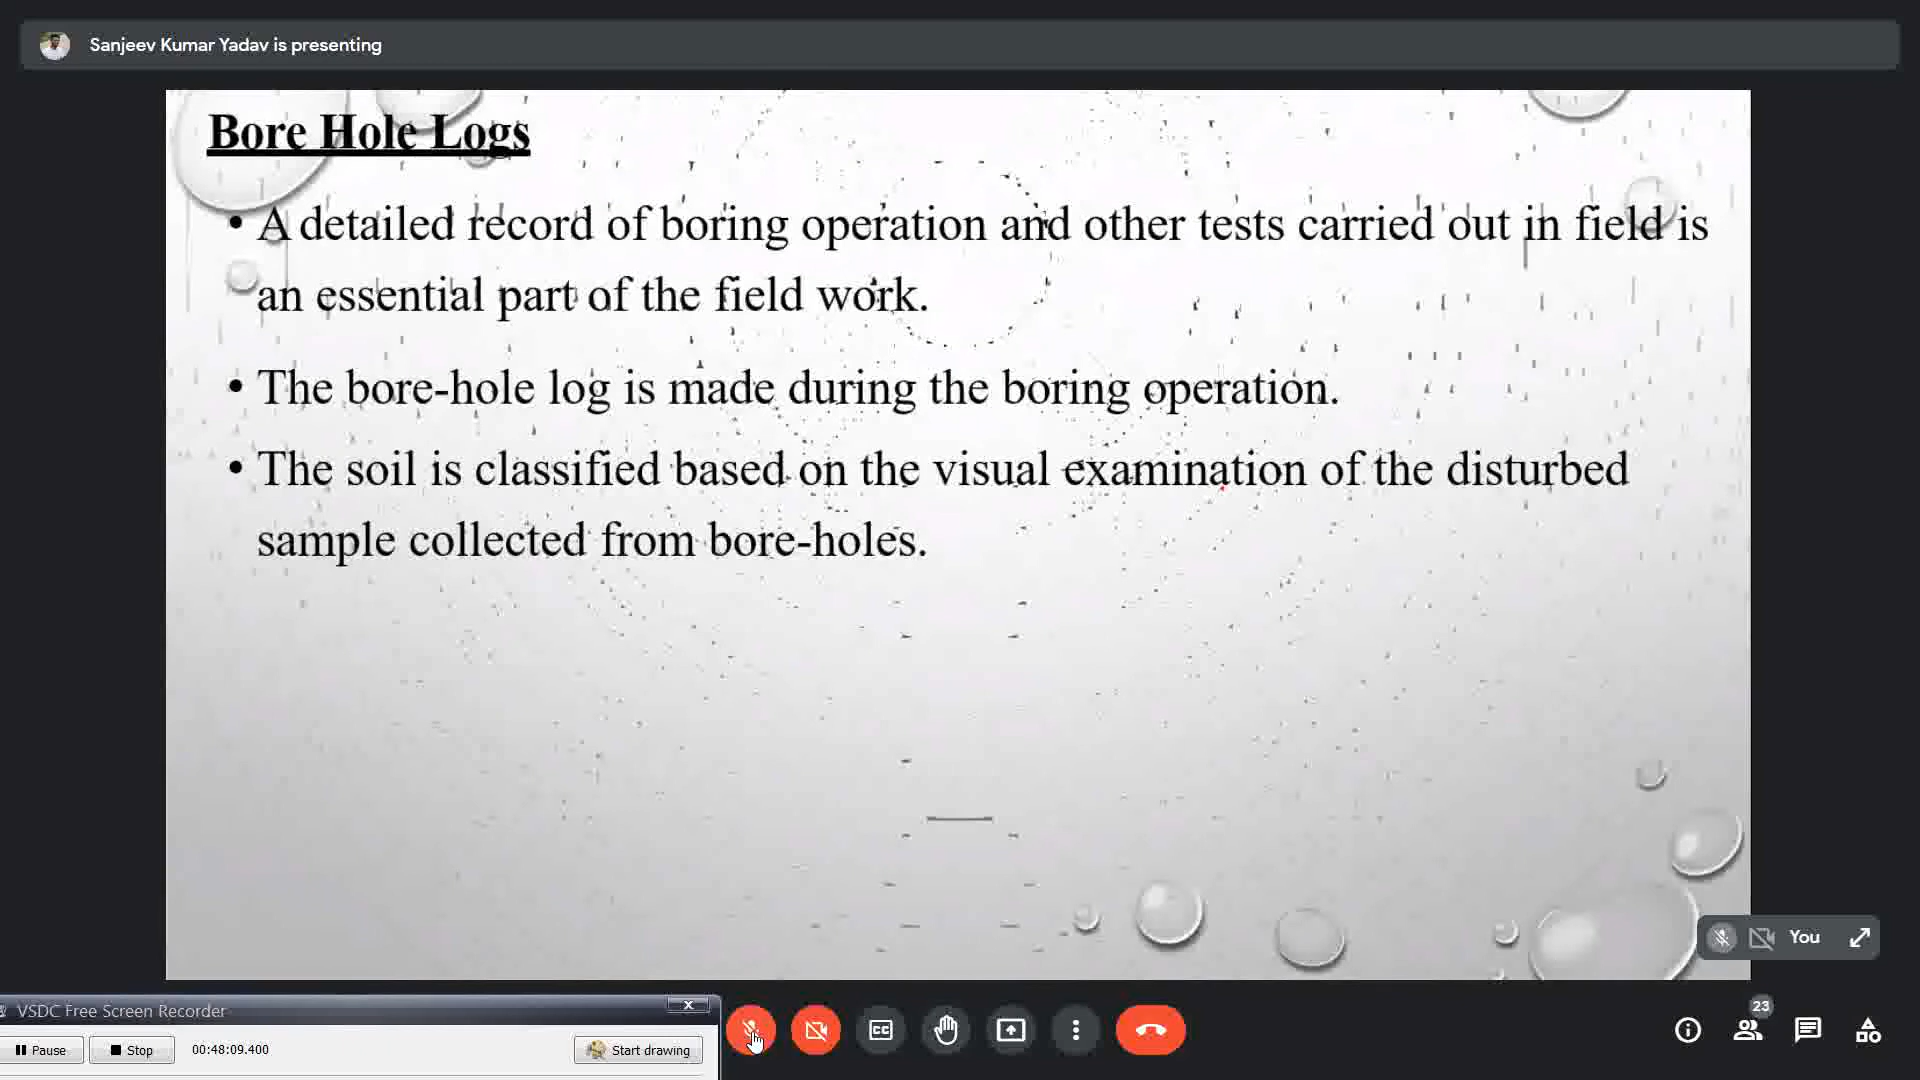 Sanjeev Kumar Yadav is presenting
Bore Hole Logs
• A detailed record of boring operation and other tests carried out in field is
an essential part of the field work.
• The bore-hole log is made during the boring operation.
• The soil is classified based on the visual examination of the disturbed
sample collected from bore-holes.
You
VSDC Free Screen Recorder
Pause Stop 00:48:09.400 Start drawing
CC
23